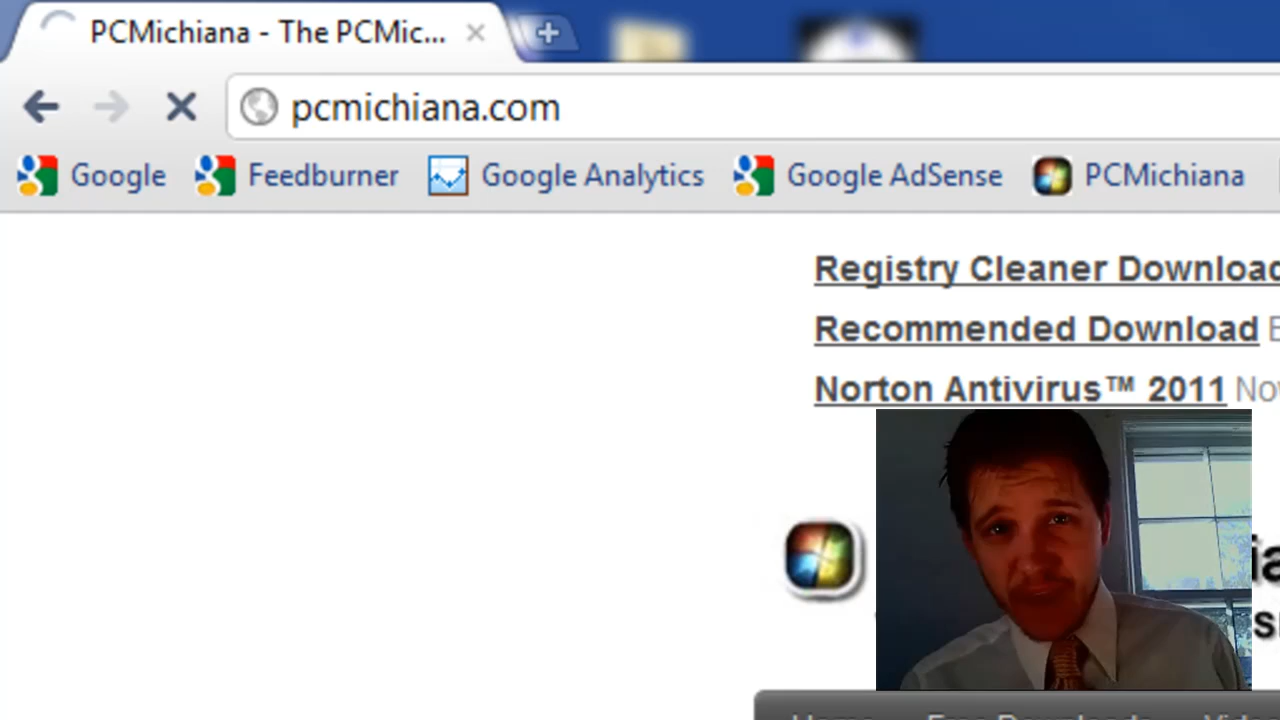 PCMichiana - The PCMic...
pcmichiana.com
Google Feedburner Google Analytics Google AdSense PCMichiana
Registry Cleaner Download
Recommended Download
Norton Antivirus™ 2011